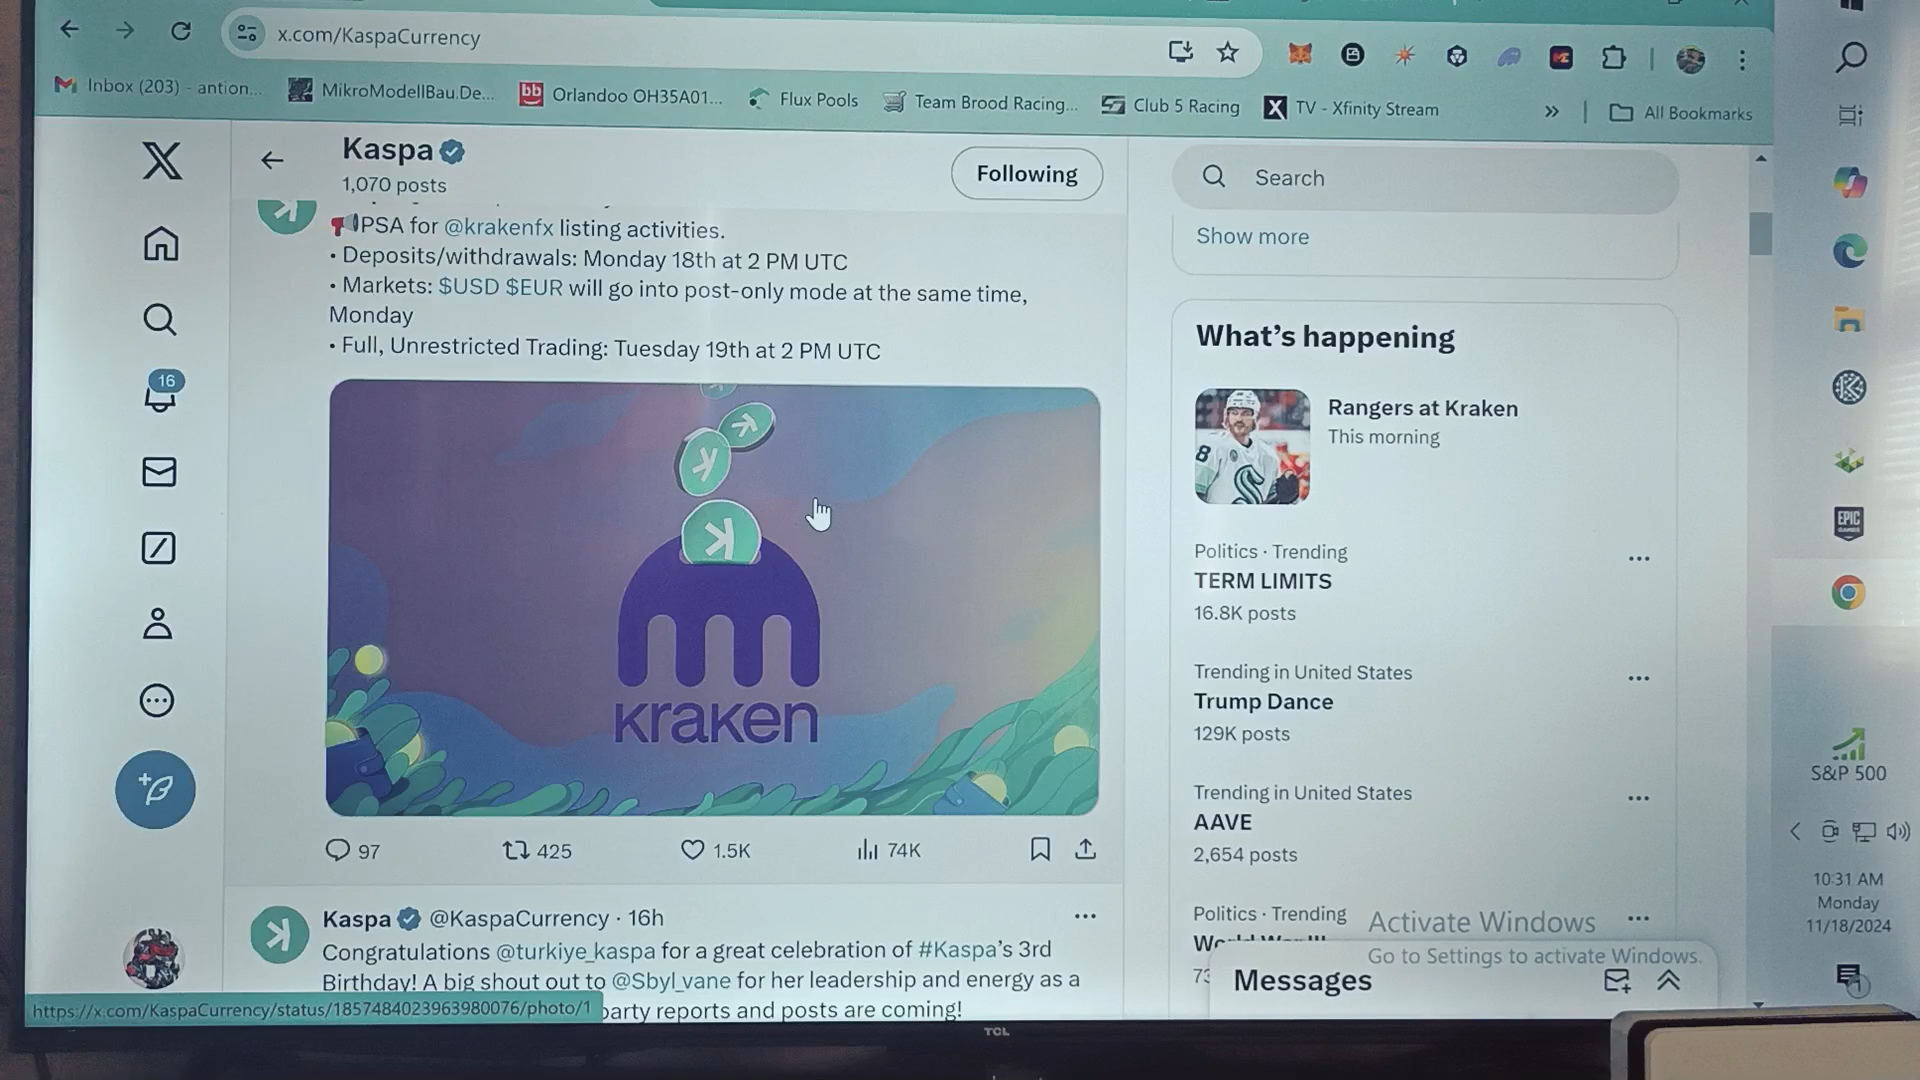 x.com/KaspaCurrency
Inbox (203) - antion...
MikroModellBau.De...
bb
Orlandoo OH35A01...
Flux Pools
Team Brood Racing...
Club 5 Racing
X
TV - Xfinity Stream
All Bookmarks
Kaspa
1,070 posts
Following
PSA for @krakenfx listing activities.
• Deposits/withdrawals: Monday 18th at 2 PM UTC
• Markets: $USD $EUR will go into post-only mode at the same time,
Monday
• Full, Unrestricted Trading: Tuesday 19th at 2 PM UTC
kraken
97
425
1.5K
74K
Kaspa @KaspaCurrency · 16h
Congratulations @turkiye_kaspa for a great celebration of #Kaspa's 3rd
Birthday! A big shout out to @Sbyl_vane for her leadership and energy as a
party reports and posts are coming!
https://x.com/KaspaCurrency/status/1857484023963980076/photo/1
16
Search
Show more
What's happening
Rangers at Kraken
This morning
8
Politics · Trending
TERM LIMITS
16.8K posts
Trending in United States
Trump Dance
129K posts
Trending in United States
AAVE
2,654 posts
Politics · Trending
Activate Windows
Go to Settings to activate Windows.
Messages
EPIC
GAMES
S&P 500
10:31 AM
Monday
11/18/2024
1
TCL